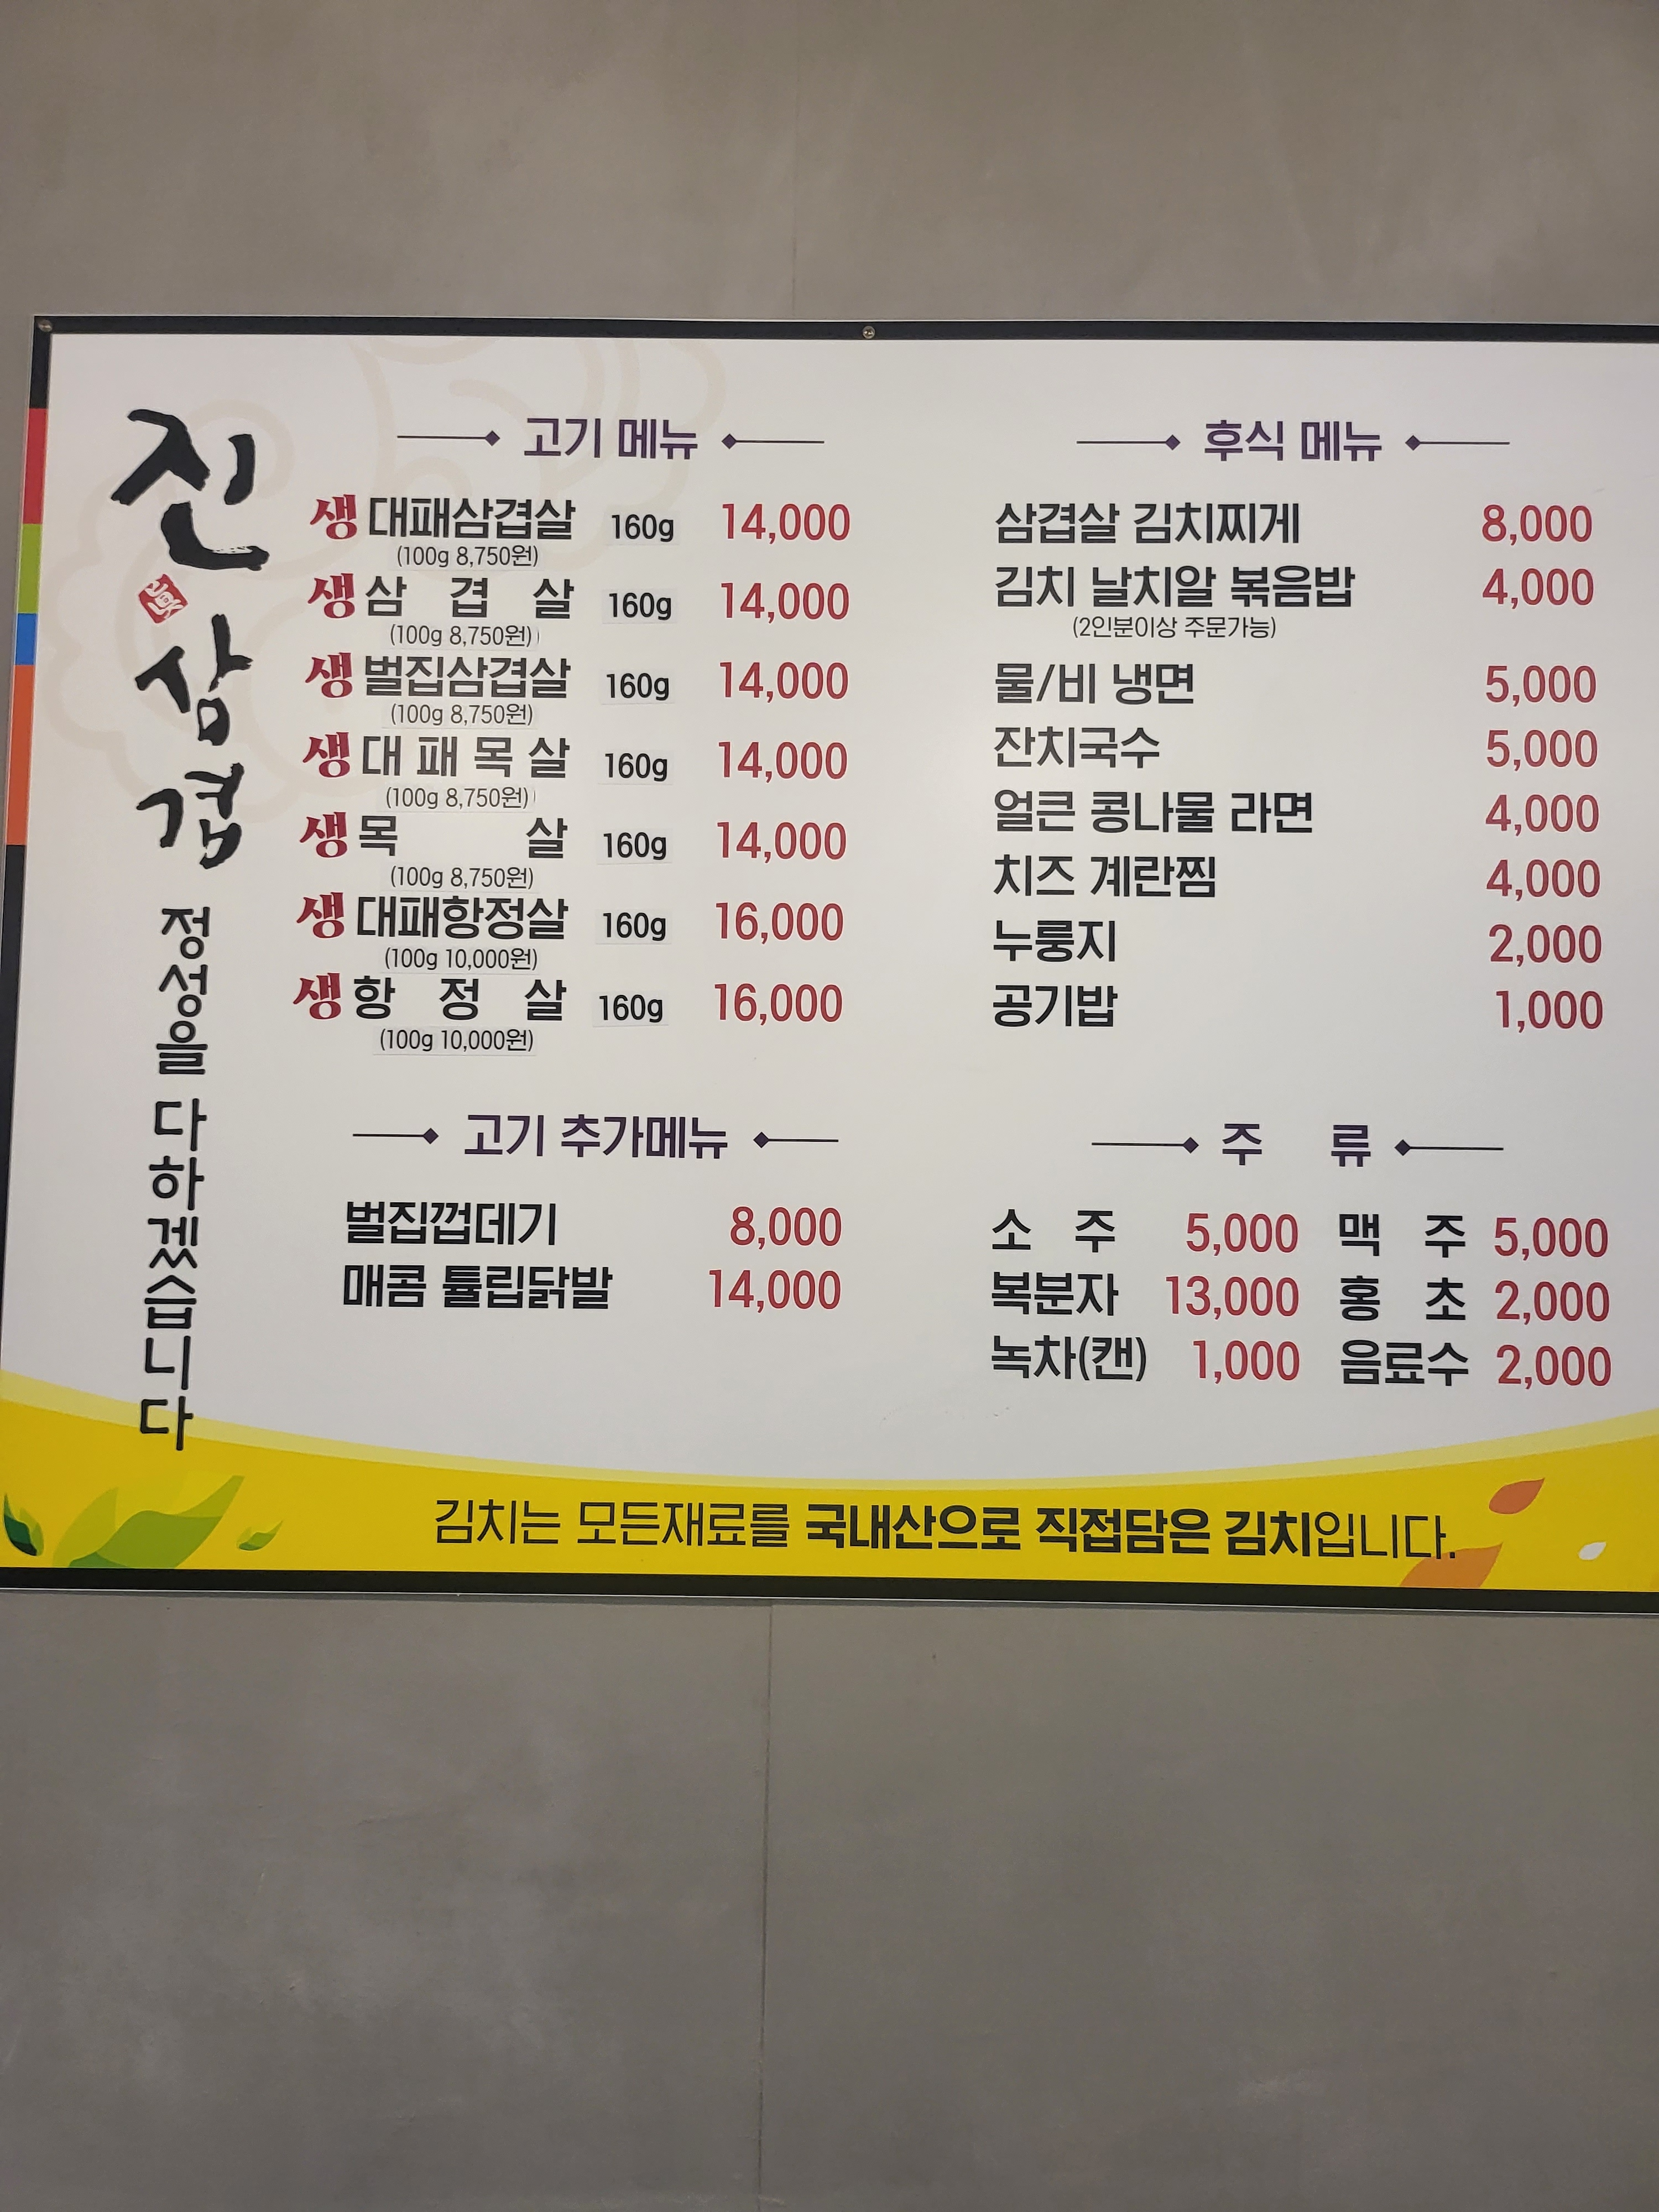 진삼겹
정성을 다하겠습니다
고기 메뉴
생 대패삼겹살 160g 14,000
(100g 8,750원)
생 삼 겹 살 160g 14,000
(100g 8,750원)
생 벌집삼겹살 160g 14,000
(100g 8,750원)
생 대 패 목 살 160g 14,000
(100g 8,750원)
생 목 살 160g 14,000
(100g 8,750원)
생 대패항정살 160g 16,000
(100g 10,000원)
생 항 정 살 160g 16,000
(100g 10,000원)
고기 추가메뉴
벌집껍데기 8,000
매콤 튤립닭발 14,000
후식 메뉴
삼겹살 김치찌게 8,000
김치 날치알 볶음밥 4,000
(2인분이상 주문가능)
물/비 냉면 5,000
잔치국수 5,000
얼큰 콩나물 라면 4,000
치즈 계란찜 4,000
누룽지 2,000
공기밥 1,000
주 류
소 주 5,000 맥 주 5,000
복분자 13,000 홍 초 2,000
녹차(캔) 1,000 음료수 2,000
김치는 모든재료를 국내산으로 직접담은 김치입니다.